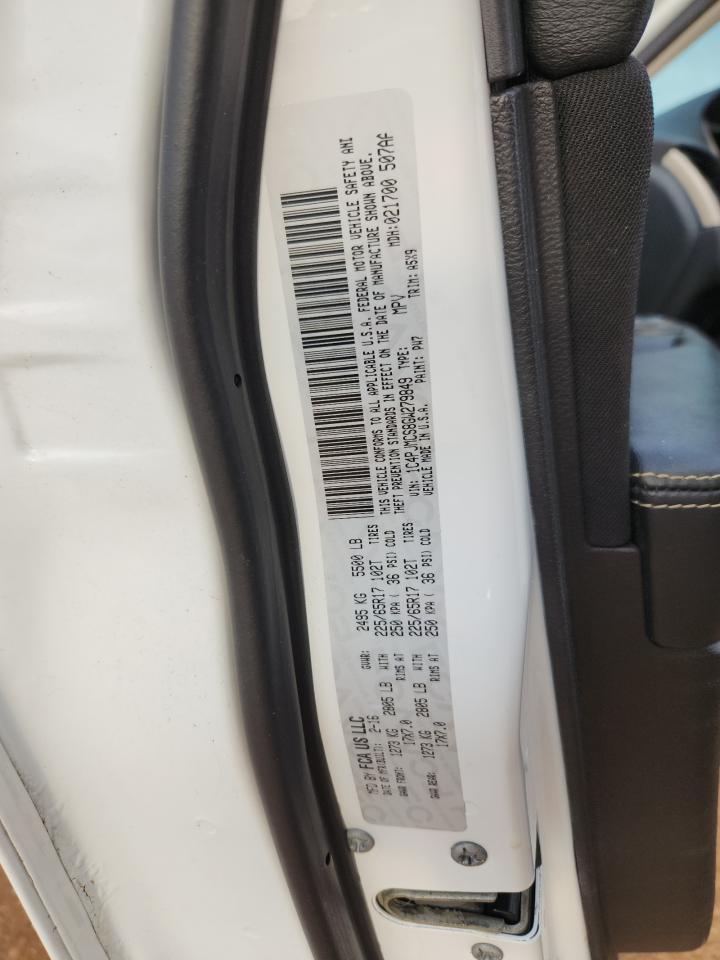 MFD BY FCA US LLC
DATE OF MFR/BUILT: 2-16 GVWR: 2495 KG 5500 LB
GAWR FRONT: 1273 KG 2805 LB WITH 225/65R17 102T TIRES
17X7.0 RIMS AT 250 KPA ( 36 PSI) COLD
GAWR REAR: 1273 KG 2805 LB WITH 225/65R17 102T TIRES
17X7.0 RIMS AT 250 KPA ( 36 PSI) COLD
THIS VEHICLE CONFORMS TO ALL APPLICABLE U.S.A. FEDERAL MOTOR VEHICLE SAFETY ANI
THEFT PREVENTION STANDARDS IN EFFECT ON THE DATE OF MANUFACTURE SHOWN ABOVE.
VIN: 1C4PJMCS8GW279849 TYPE: MPV MDH:021700 507AF
VEHICLE MADE IN U.S.A. PAINT: PW7 TRIM: A5X9